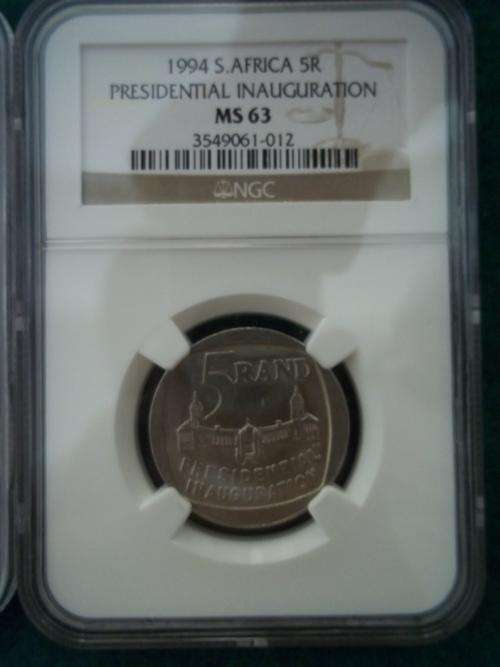 1994 S.AFRICA 5R
PRESIDENTIAL INAUGURATION
MS 63
3549061-012
NGC
5 RAND
PRESIDENTIAL
INAUGURATION